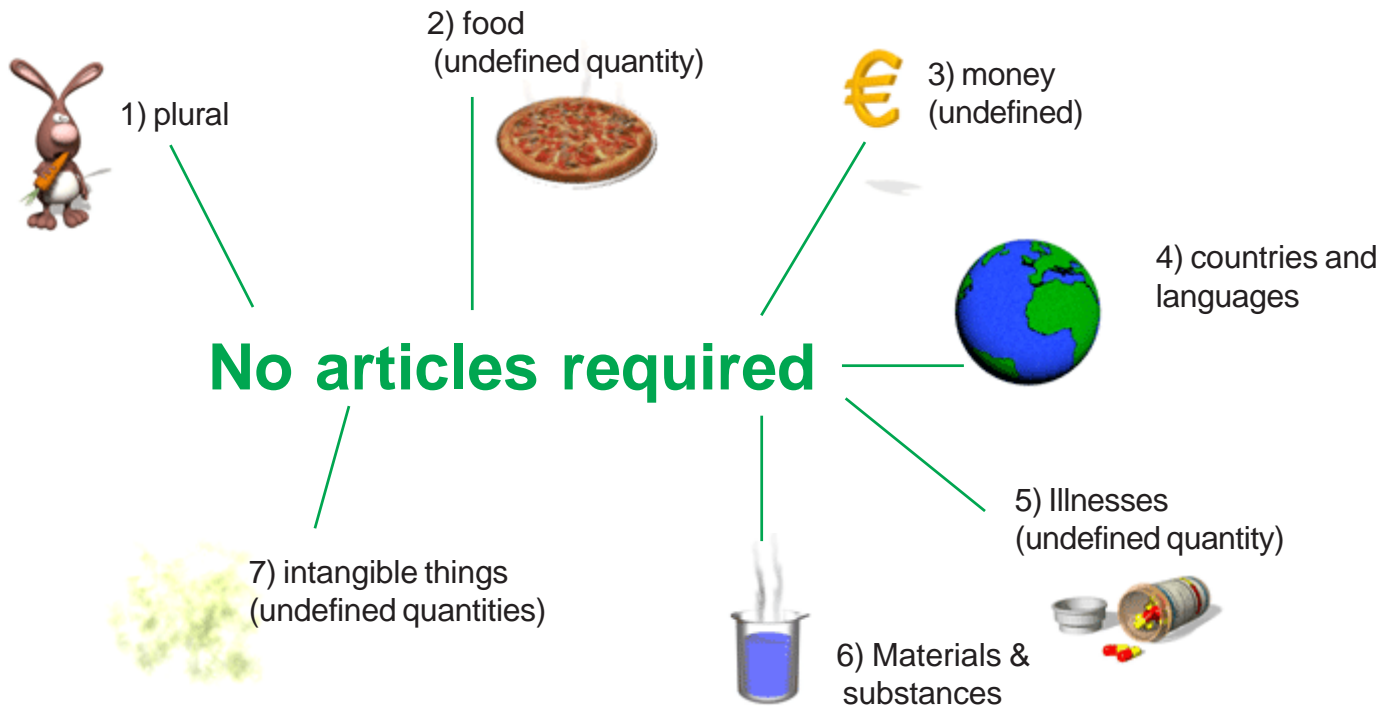 1) plural
2) food
(undefined quantity)
3) money
(undefined)
4) countries and
languages
No articles required
5) Illnesses
(undefined quantity)
6) Materials &
substances
7) intangible things
(undefined quantities)